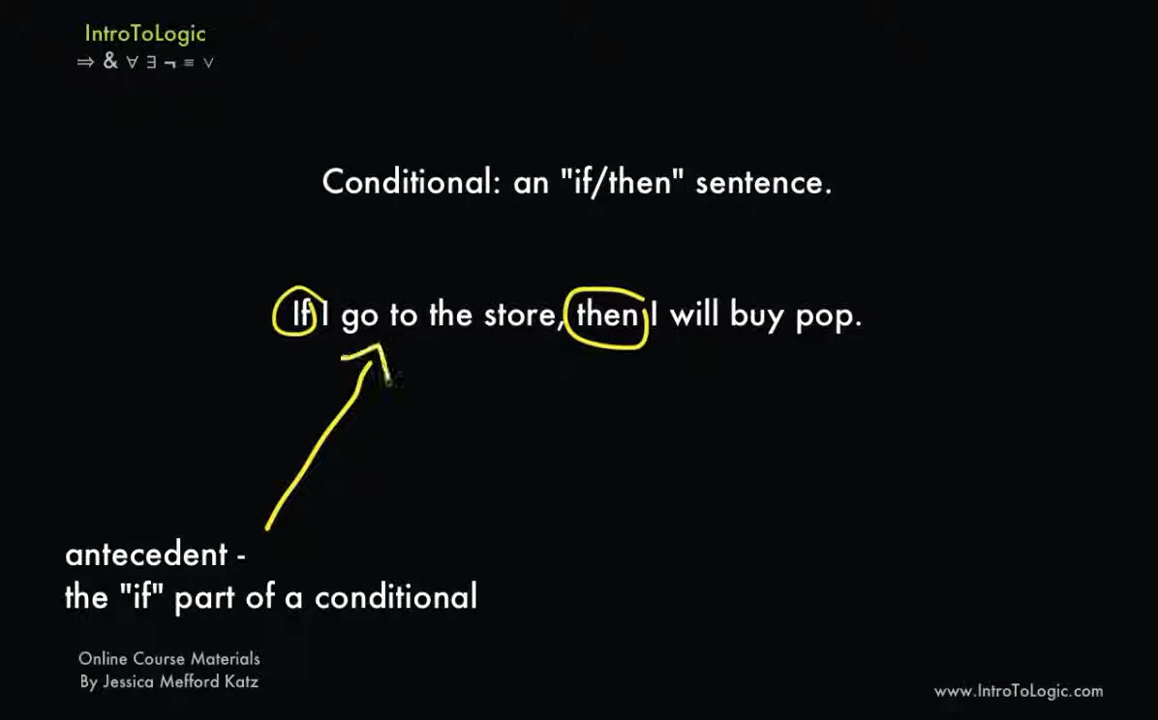 IntroToLogic
⇒ & ∀ ∃ ¬ ≡ ∨
Conditional: an "if/then" sentence.
If I go to the store, then I will buy pop.
antecedent -
the "if" part of a conditional
Online Course Materials
By Jessica Mefford Katz
www.IntroToLogic.com